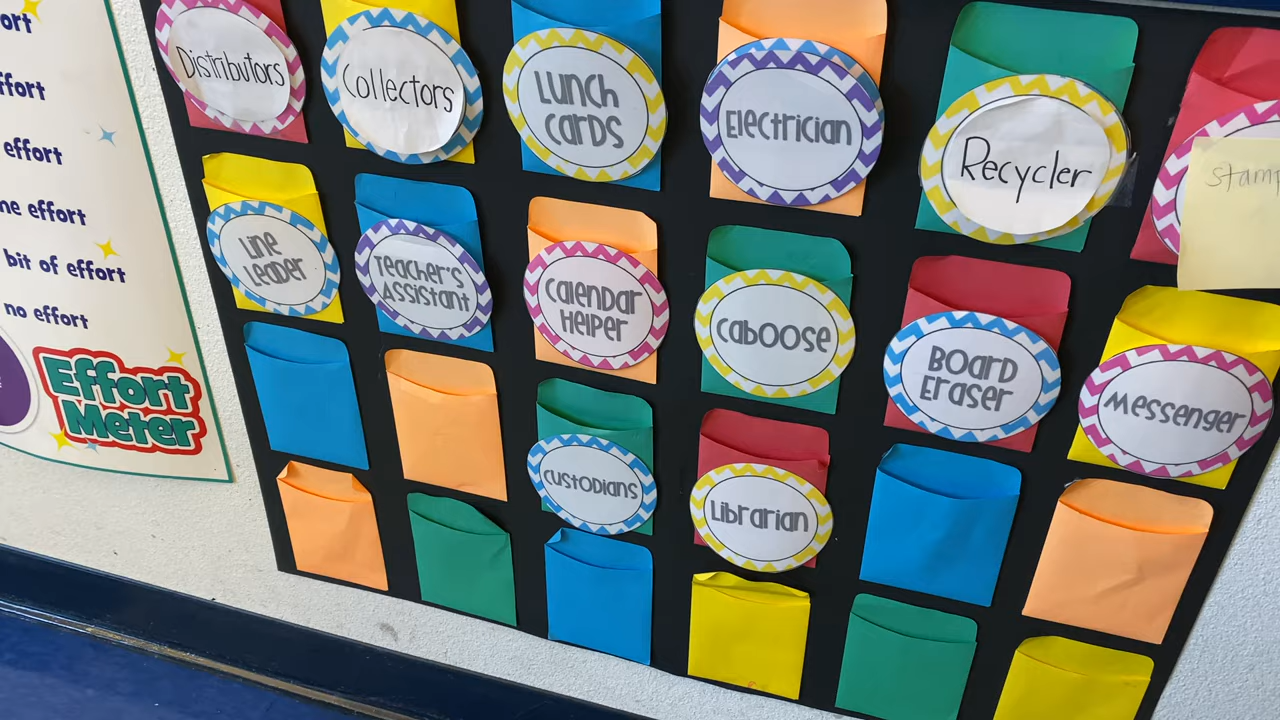 ort
ffort
effort
ne effort
bit of effort
no effort
Effort
Meter
Distributors
Collectors
Lunch
Cards
Electrician
Recycler
Stamp
Line
Leader
Teacher's
Assistant
Calendar
Helper
Caboose
Board
Eraser
Messenger
Custodians
Librarian